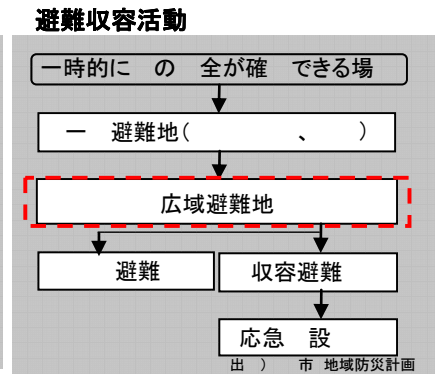 避難収容活動
一時的に の 全が確 できる場
一 避難地( 、 )
広域避難地
避難 収容避難
応急 設
出 ) 市 地域防災計画